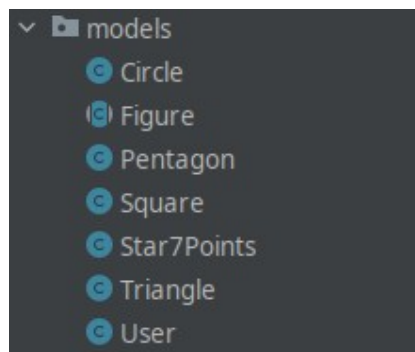 models
Circle
Figure
Pentagon
Square
Star7Points
Triangle
User